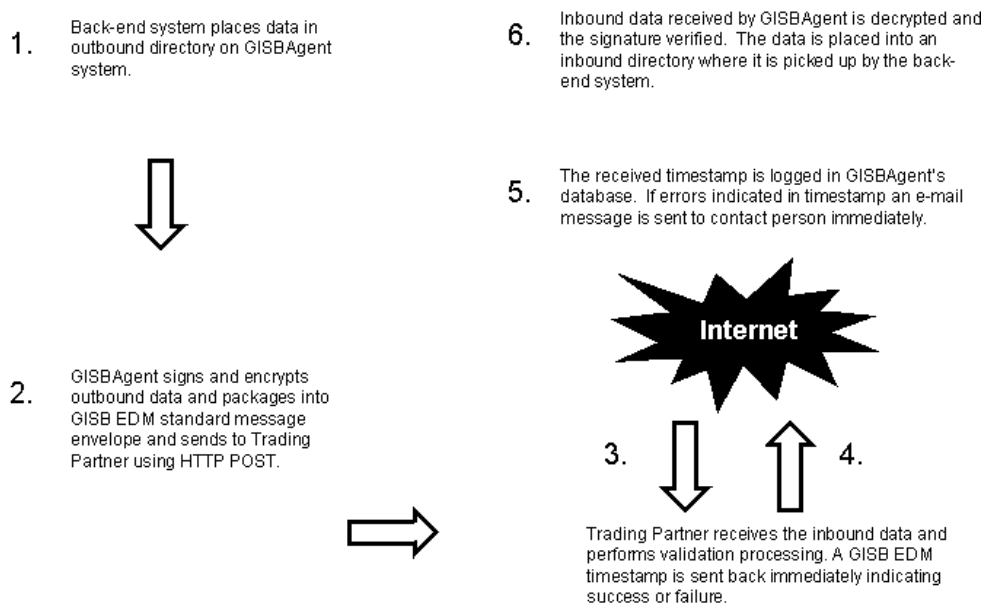 1.
Back-end system places data in
outbound directory on GISBAgent
system.
2.
GISBAgent signs and encrypts
outbound data and packages into
GISB EDM standard message
envelope and sends to Trading
Partner using HTTP POST.
6.
Inbound data received by GISBAgent is decrypted and
the signature verified. The data is placed into an
inbound directory where it is picked up by the back-
end system.
5.
The received timestamp is logged in GISBAgent's
database. If errors indicated in timestamp an e-mail
message is sent to contact person immediately.
Internet
3.
4.
Trading Partner receives the inbound data and
performs validation processing. A GISB EDM
timestamp is sent back immediately indicating
success or failure.